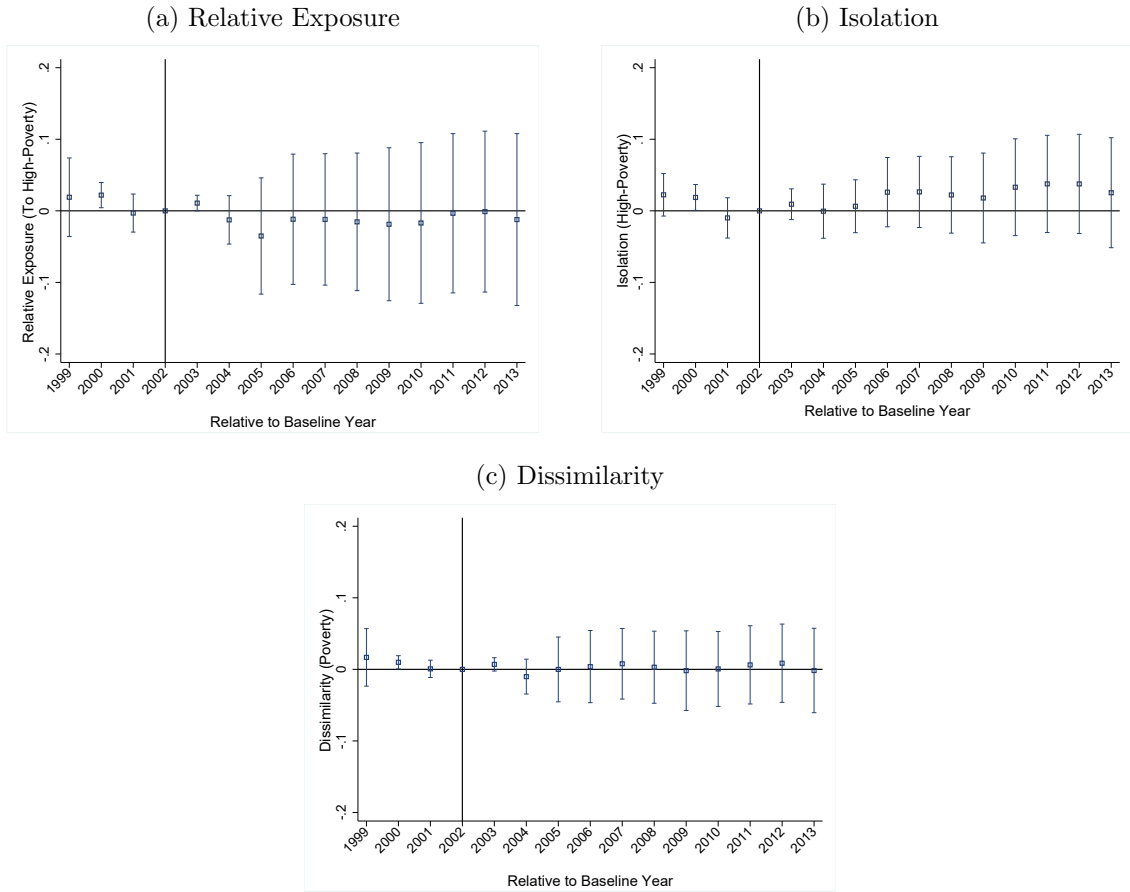 (a) Relative Exposure
Relative Exposure (To High-Poverty)
.2
.1
0
-.1
-.2
1999 2000 2001 2002 2003 2004 2005 2006 2007 2008 2009 2010 2011 2012 2013
Relative to Baseline Year
(b) Isolation
Isolation (High-Poverty)
.2
.1
0
-.1
-.2
1999 2000 2001 2002 2003 2004 2005 2006 2007 2008 2009 2010 2011 2012 2013
Relative to Baseline Year
(c) Dissimilarity
Dissimilarity (Poverty)
.2
.1
0
-.1
-.2
1999 2000 2001 2002 2003 2004 2005 2006 2007 2008 2009 2010 2011 2012 2013
Relative to Baseline Year